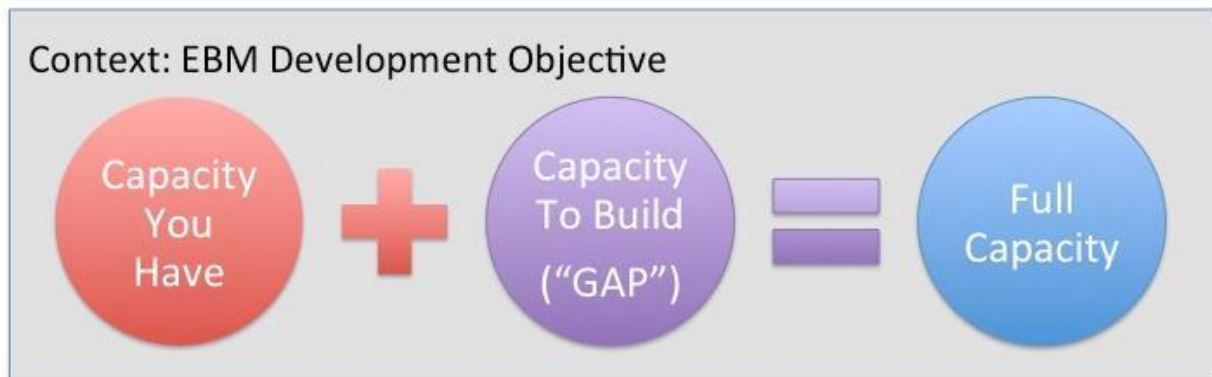 Context: EBM Development Objective
Capacity
You
Have
Capacity
To Build
(“GAP”)
Full
Capacity